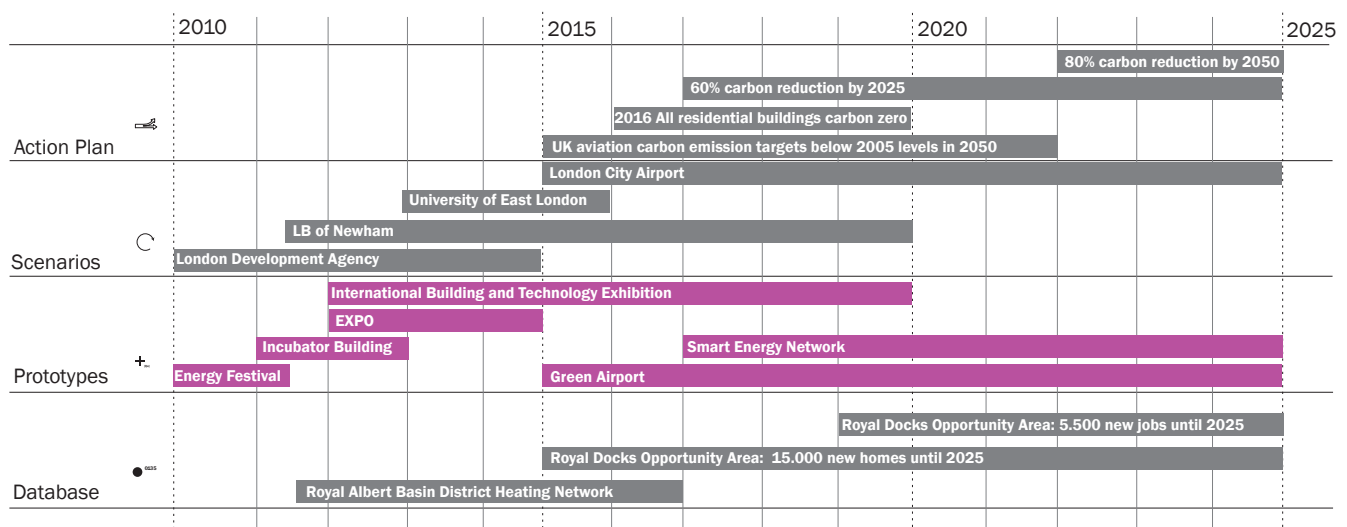 2010
2015
2020
2025
80% carbon reduction by 2050
60% carbon reduction by 2025
2016 All residential buildings carbon zero
Action Plan
UK aviation carbon emission targets below 2005 levels in 2050
London City Airport
University of East London
LB of Newham
Scenarios
London Development Agency
International Building and Technology Exhibition
EXPO
Incubator Building
Smart Energy Network
Prototypes
Energy Festival
Green Airport
Royal Docks Opportunity Area: 5.500 new jobs until 2025
Royal Docks Opportunity Area: 15.000 new homes until 2025
Database
Royal Albert Basin District Heating Network